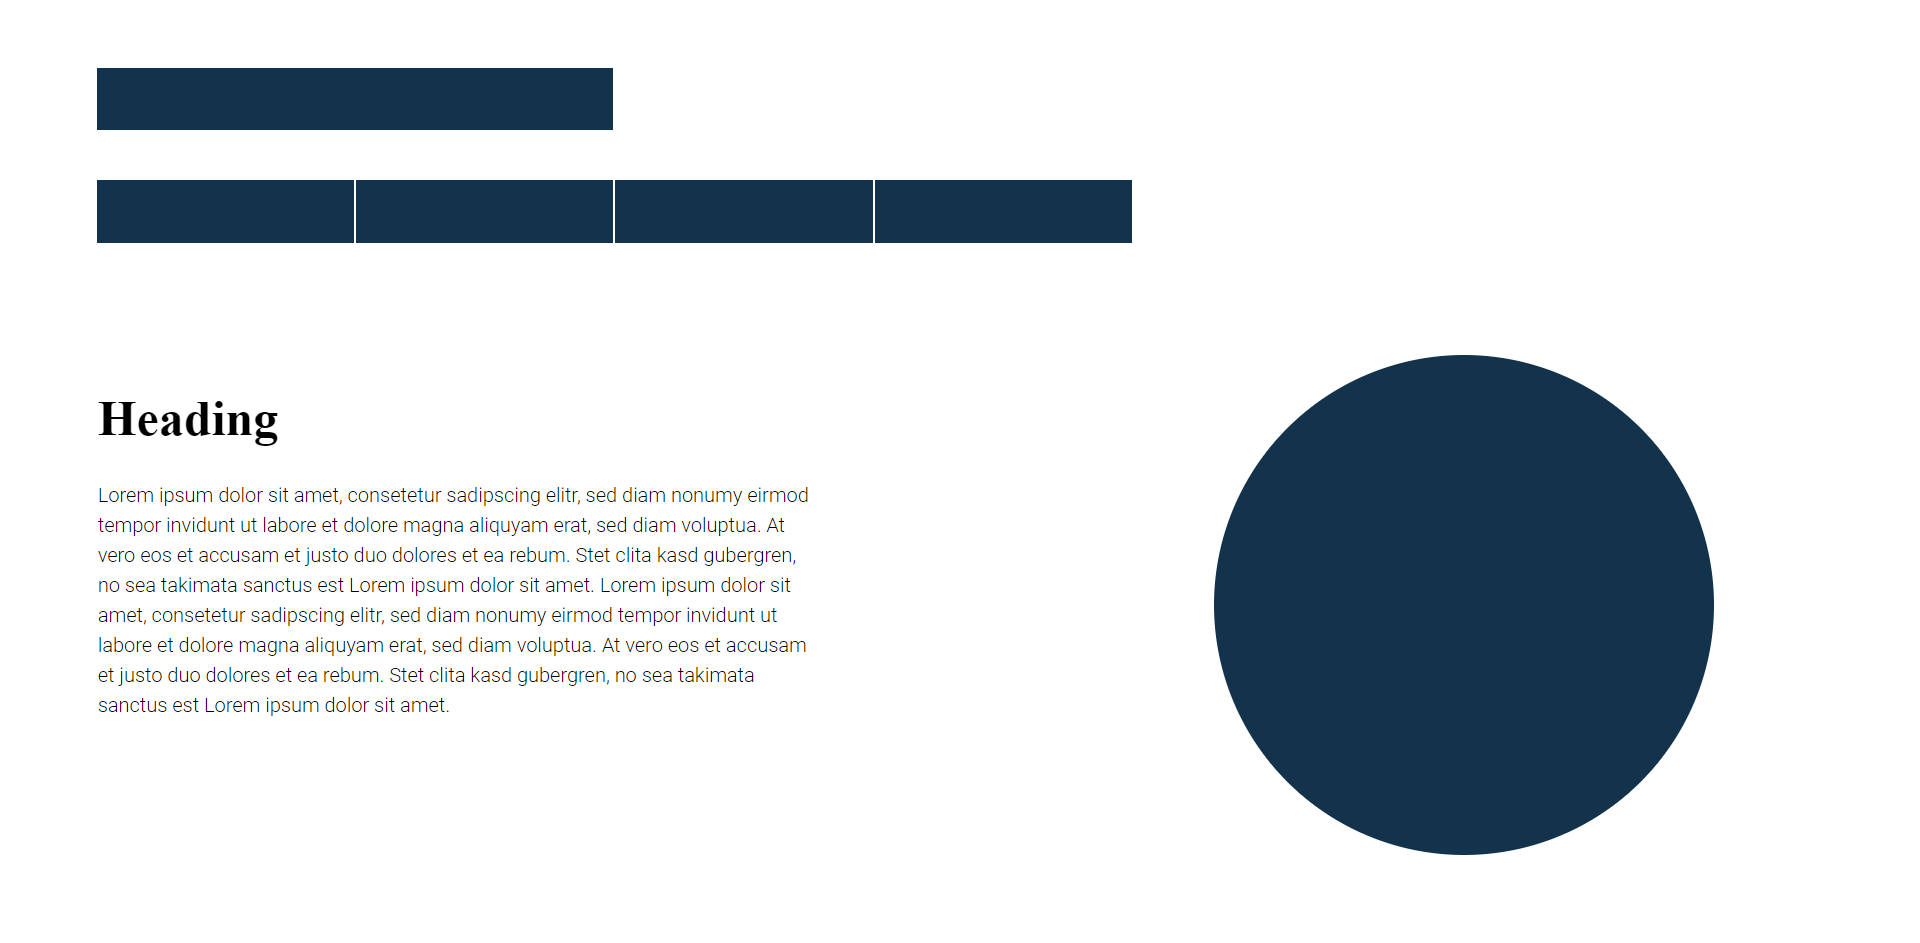 Heading
Lorem ipsum dolor sit amet, consetetur sadipscing elitr, sed diam nonumy eirmod
tempor invidunt ut labore et dolore magna aliquyam erat, sed diam voluptua. At
vero eos et accusam et justo duo dolores et ea rebum. Stet clita kasd gubergren,
no sea takimata sanctus est Lorem ipsum dolor sit amet. Lorem ipsum dolor sit
amet, consetetur sadipscing elitr, sed diam nonumy eirmod tempor invidunt ut
labore et dolore magna aliquyam erat, sed diam voluptua. At vero eos et accusam
et justo duo dolores et ea rebum. Stet clita kasd gubergren, no sea takimata
sanctus est Lorem ipsum dolor sit amet.